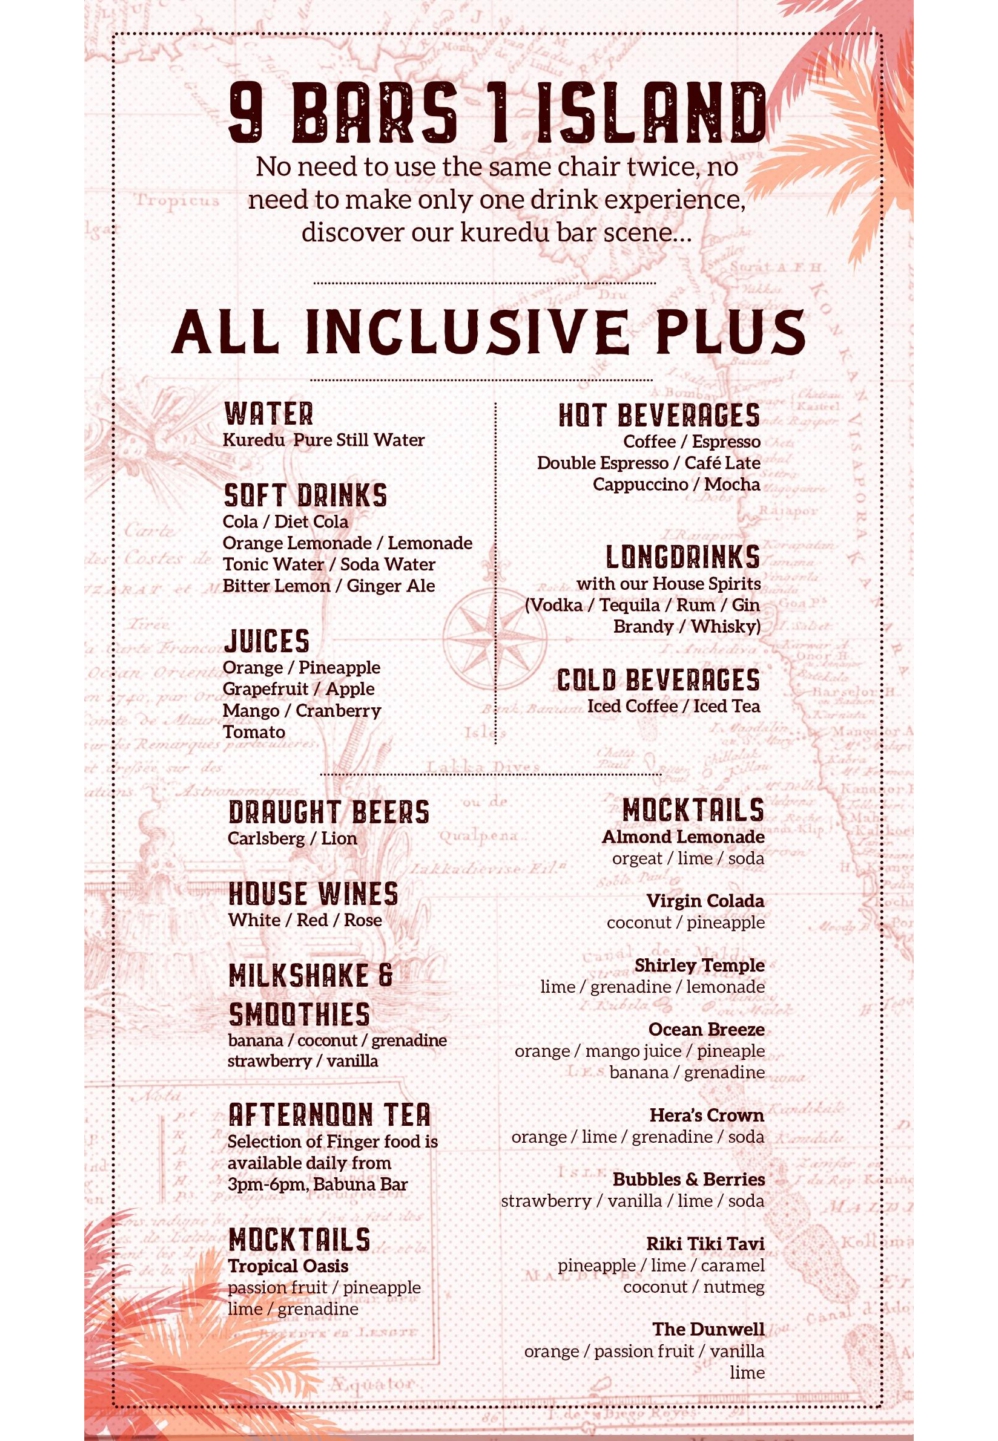 9 BARS 1 ISLAND
No need to use the same chair twice, no
need to make only one drink experience,
discover our kuredu bar scene...
ALL INCLUSIVE PLUS
WATER
Kuredu Pure Still Water
SOFT DRINKS
Cola / Diet Cola
Orange Lemonade / Lemonade
Tonic Water / Soda Water
Bitter Lemon / Ginger Ale
JUICES
Orange / Pineapple
Grapefruit / Apple
Mango / Cranberry
Tomato
HOT BEVERAGES
Coffee / Espresso
Double Espresso / Café Late
Cappuccino / Mocha
LONGDRINKS
with our House Spirits
(Vodka / Tequila / Rum / Gin
Brandy / Whisky)
COLD BEVERAGES
Iced Coffee / Iced Tea
DRAUGHT BEERS
Carlsberg / Lion
HOUSE WINES
White / Red / Rose
MILKSHAKE &
SMOOTHIES
banana / coconut / grenadine
strawberry / vanilla
AFTERNOON TEA
Selection of Finger food is
available daily from
3pm-6pm, Babuna Bar
MOCKTAILS
Tropical Oasis
passion fruit / pineapple
lime / grenadine
MOCKTAILS
Almond Lemonade
orgeat / lime / soda
Virgin Colada
coconut / pineapple
Shirley Temple
lime / grenadine / lemonade
Ocean Breeze
orange / mango juice / pineaple
banana / grenadine
Hera's Crown
orange / lime / grenadine / soda
Bubbles & Berries
strawberry / vanilla / lime / soda
Riki Tiki Tavi
pineapple / lime / caramel
coconut / nutmeg
The Dunwell
orange / passion fruit / vanilla
lime
Tropicus
Carte
Lakka Dives
ou de
Qualpena
Æquator